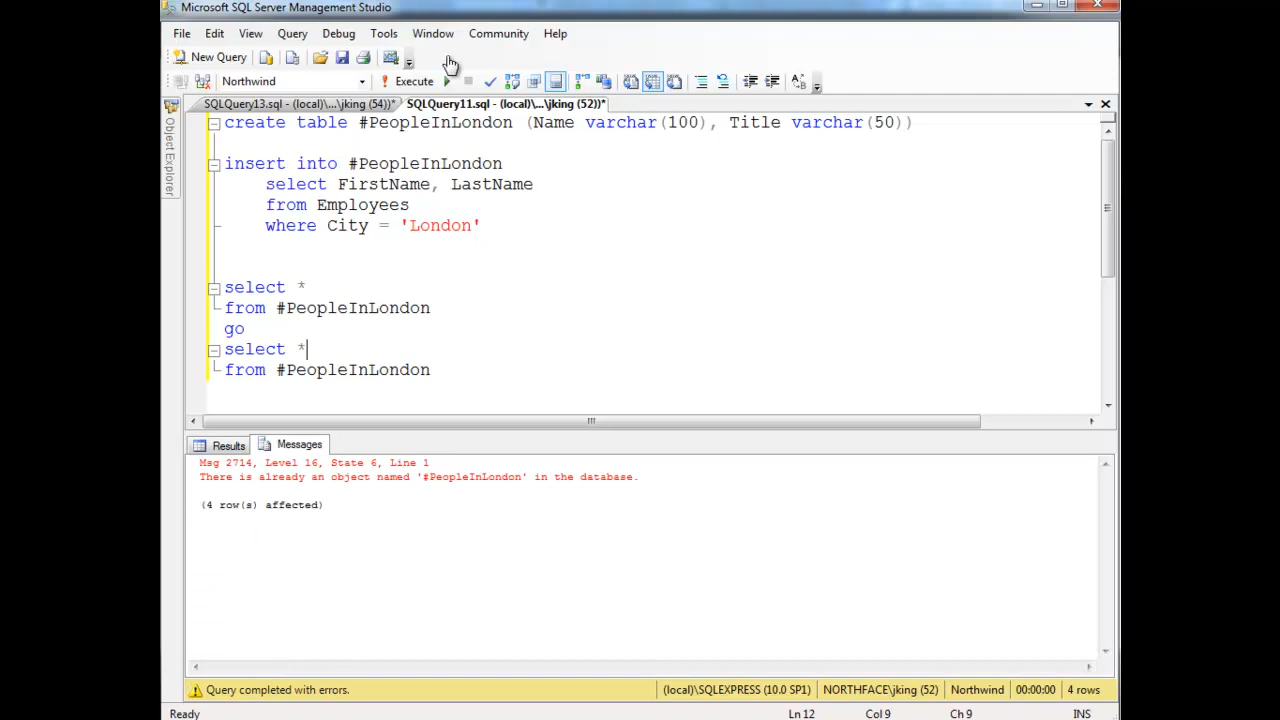 Microsoft SQL Server Management Studio
File Edit View Query Debug Tools Window Community Help
New Query
Northwind Execute
SQLQuery13.sql - (local)\...\jking (54))* SQLQuery11.sql - (local)\...\jking (52))*
Object Explorer
create table #PeopleInLondon (Name varchar(100), Title varchar(50))
insert into #PeopleInLondon
select FirstName, LastName
from Employees
where City = 'London'
select *
from #PeopleInLondon
go
select *
from #PeopleInLondon
Results Messages
Msg 2714, Level 16, State 6, Line 1
There is already an object named '#PeopleInLondon' in the database.
(4 row(s) affected)
Query completed with errors. (local)\SQLEXPRESS (10.0 SP1) NORTHFACE\jking (52) Northwind 00:00:00 4 rows
Ready Ln 12 Col 9 Ch 9 INS